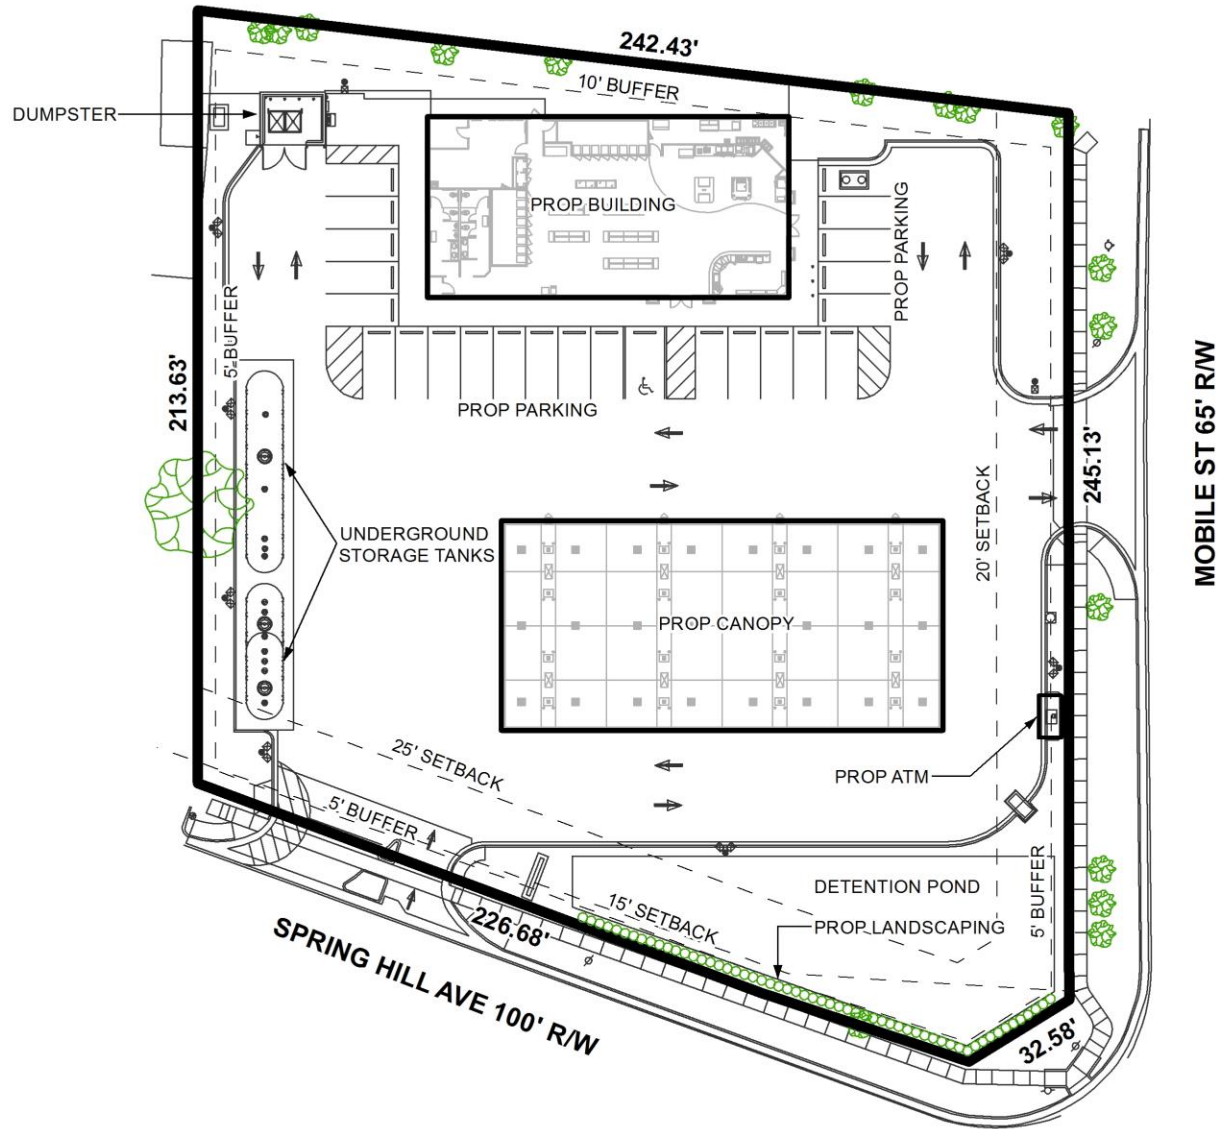 242.43'
10' BUFFER
DUMPSTER
PROP BUILDING
PROP PARKING
5' BUFFER
213.63'
PROP PARKING
MOBILE ST 65' R/W
245.13'
20' SETBACK
UNDERGROUND
STORAGE TANKS
PROP CANOPY
25' SETBACK
PROP ATM
5' BUFFER
DETENTION POND
5' BUFFER
15' SETBACK
PROP LANDSCAPING
226.68'
SPRING HILL AVE 100' R/W
32.58'